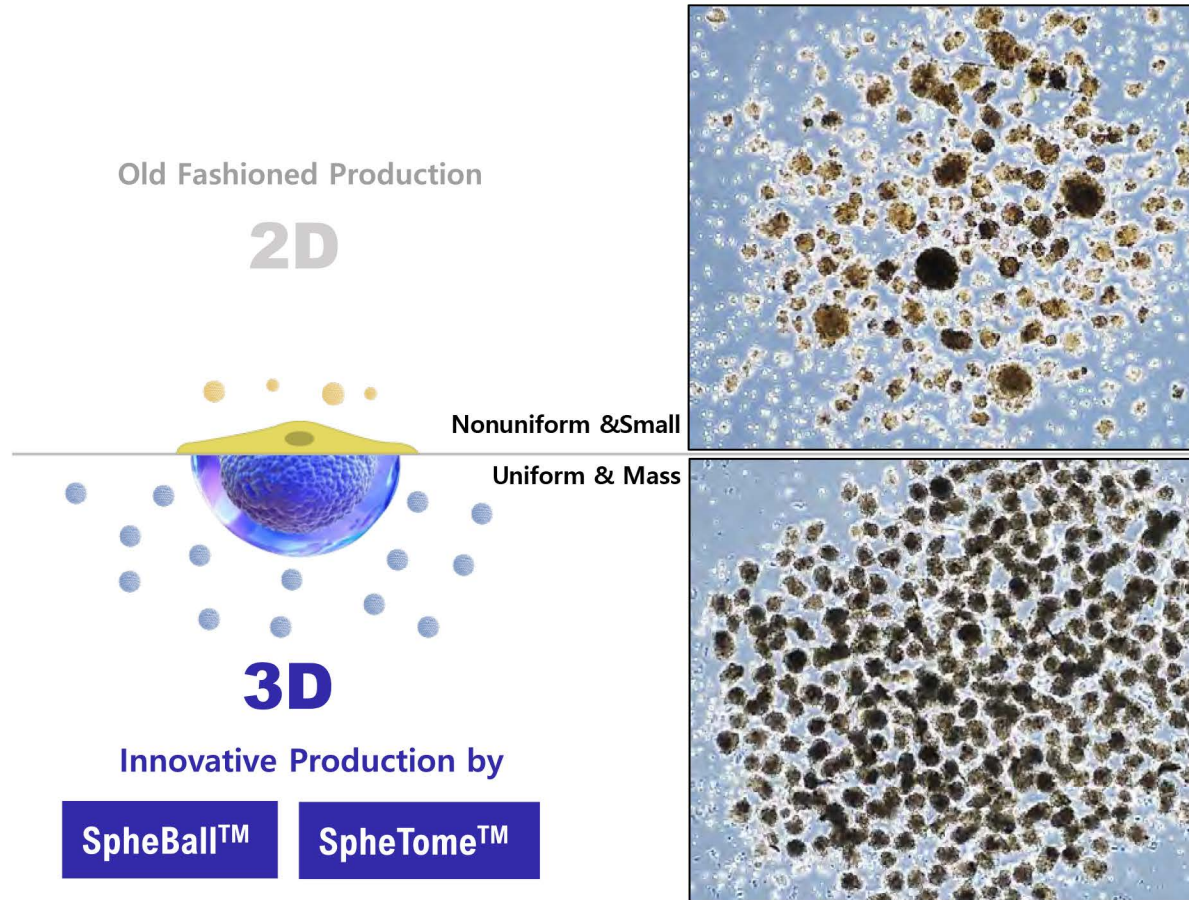 Old Fashioned Production
2D
Nonuniform &Small
Uniform & Mass
3D
Innovative Production by
SpheBall™
SpheTome™